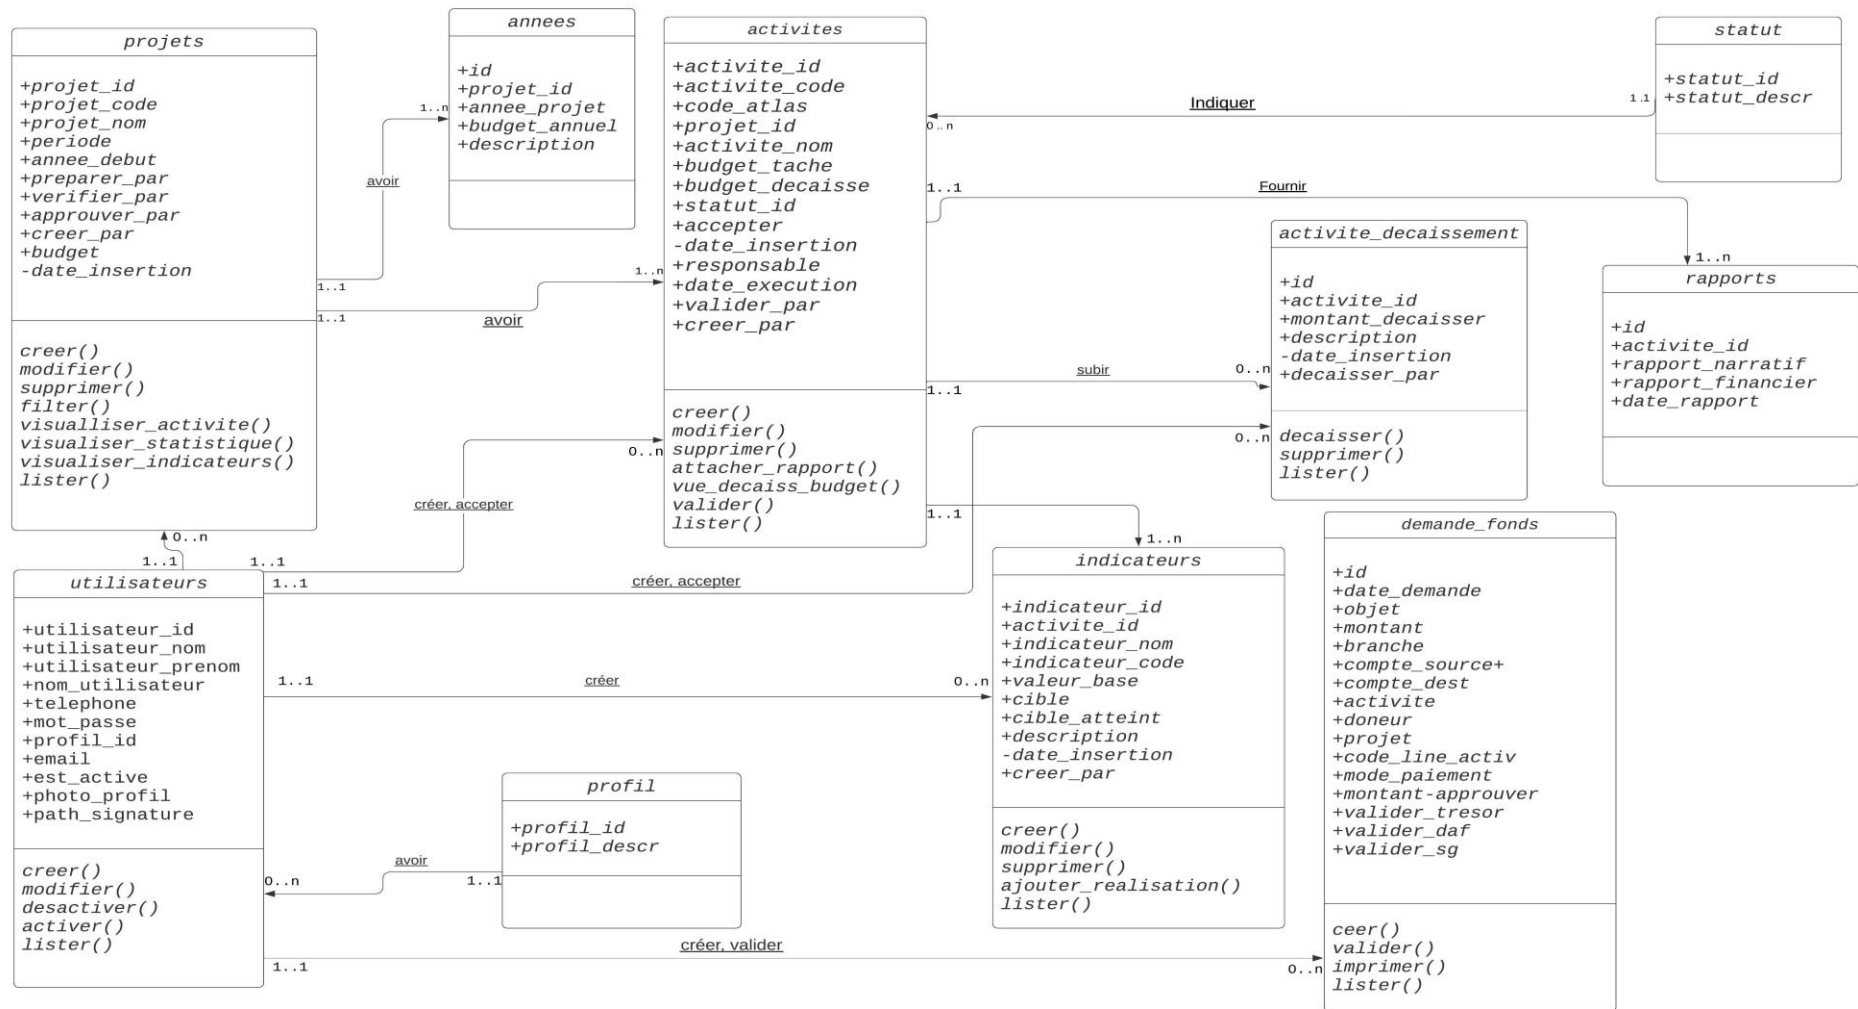 projets
+projet_id
+projet_code
+projet_nom
+periode
+annee_debut
+preparer_par
+verifier_par
+approuver_par
+creer_par
+budget
-date_insertion
creer()
modifier()
supprimer()
filter()
visualliser_activite()
visualiser_statistique()
visualiser_indicateurs()
lister()
annees
+id
+projet_id
+annee_projet
+budget_annuel
+description
1..n
avoir
1..1
1..n
avoir
1..1
activites
+activite_id
+activite_code
+code_atlas
+projet_id
+activite_nom
+budget_tache
+budget_decaisse
+statut_id
+accepter
-date_insertion
+responsable
+date_execution
+valider_par
+creer_par
creer()
modifier()
supprimer()
attacher_rapport()
vue_decaiss_budget()
valider()
lister()
statut
+statut_id
+statut_descr
Indiquer
1.1
0..n
1..1
Fournir
1..n
activite_decaissement
+id
+activite_id
+montant_decaisser
+description
-date_insertion
+decaisser_par
decaisser()
supprimer()
lister()
rapports
+id
+activite_id
+rapport_narratif
+rapport_financier
+date_rapport
subir
0..n
1..1
0..n
0..n
créer, accepter
1..1
1..n
0..n
1..1
1..1
1..1
créer, accepter
utilisateurs
+utilisateur_id
+utilisateur_nom
+utilisateur_prenom
+nom_utilisateur
+telephone
+mot_passe
+profil_id
+email
+est_active
+photo_profil
+path_signature
creer()
modifier()
desactiver()
activer()
lister()
1..1
créer
0..n
indicateurs
+indicateur_id
+activite_id
+indicateur_nom
+indicateur_code
+valeur_base
+cible
+cible_atteint
+description
-date_insertion
+creer_par
creer()
modifier()
supprimer()
ajouter_realisation()
lister()
demande_fonds
+id
+date_demande
+objet
+montant
+branche
+compte_source+
+compte_dest
+activite
+doneur
+projet
+code_line_activ
+mode_paiement
+montant-approuver
+valider_tresor
+valider_daf
+valider_sg
ceer()
valider()
imprimer()
lister()
profil
+profil_id
+profil_descr
avoir
0..n
1..1
créer, valider
1..1
0..n